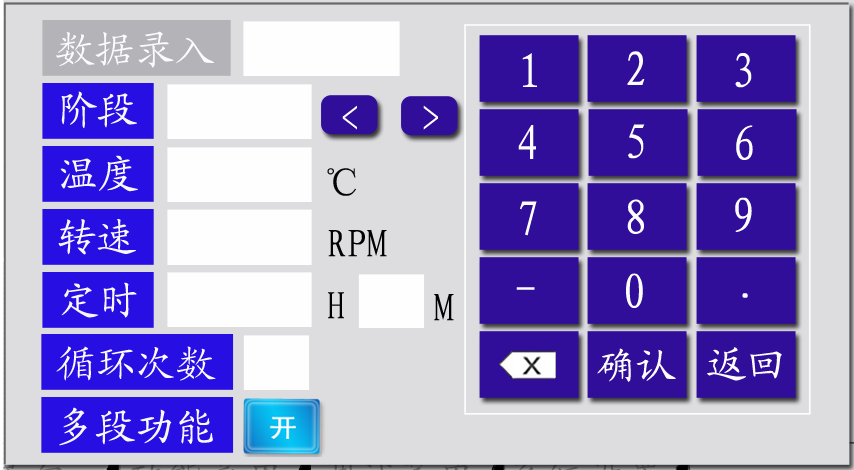 数据录入
阶段 < >
温度 ℃
转速 RPM
定时 H M
循环次数
多段功能 开
1 2 3
4 5 6
7 8 9
- 0 .
X 确认 返回